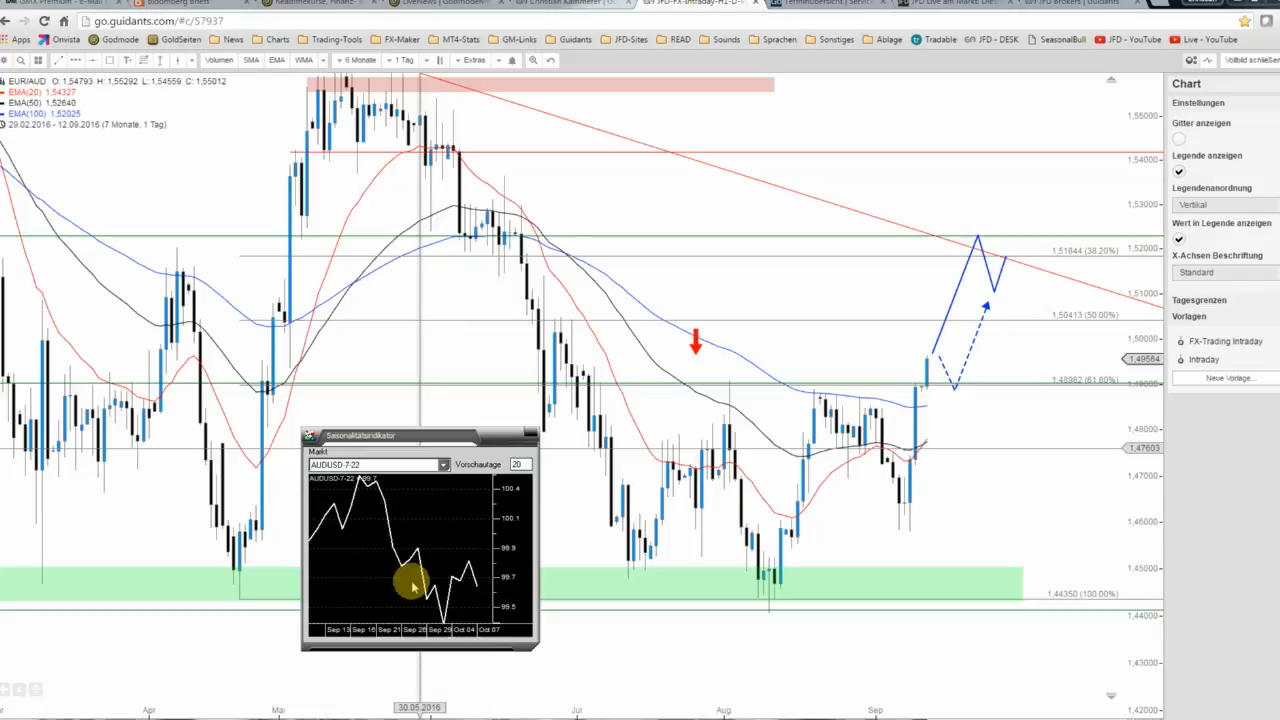 GMX Premium - E-Mail
Bloomberg Briefs
go.guidants.com/#c/57937
Apps Onvista Godmode GoldSeiten News Charts Trading-Tools FX-Maker MT4-Stats GM-Links Guidants JFD-Sites READ Sounds Sprachen Sonstiges Ablage Tradable JFD - DESK SeasonalBull JFD - YouTube Live - YouTube
Volumen SMA EMA WMA 6 Monate 1 Tag Extras
EUR/AUD O: 1,54793 H: 1,55292 L: 1,54559 C: 1,55012
EMA(20) 1,54327
EMA(50) 1,52640
EMA(100) 1,52025
29.02.2016 - 12.09.2016 (7 Monate, 1 Tag)
1,55000
1,54000
1,53000
1,52000
1,51844 (38.20%)
1,51000
1,50413 (50.00%)
1,50000
1,49564
1,48982 (61.80%)
1,49000
1,48000
1,47603
1,47000
1,46000
1,45000
1,44350 (100.00%)
1,44000
1,43000
1,42000
Apr Mai 30.05.2016 Jul Aug Sep
Saisonalitätsindikator
Markt
AUDUSD-7-22 Vorschautage 20
100.4
100.1
99.9
99.7
99.5
Sep 13 Sep 16 Sep 21 Sep 26 Sep 29 Oct 04 Oct 07
Vollbild schließen
Chart
Einstellungen
Gitter anzeigen
Legende anzeigen
Legendenanordnung
Vertikal
Wert in Legende anzeigen
X-Achsen Beschriftung
Standard
Tagesgrenzen
Vorlagen
FX-Trading Intraday
Intraday
Neue Vorlage...